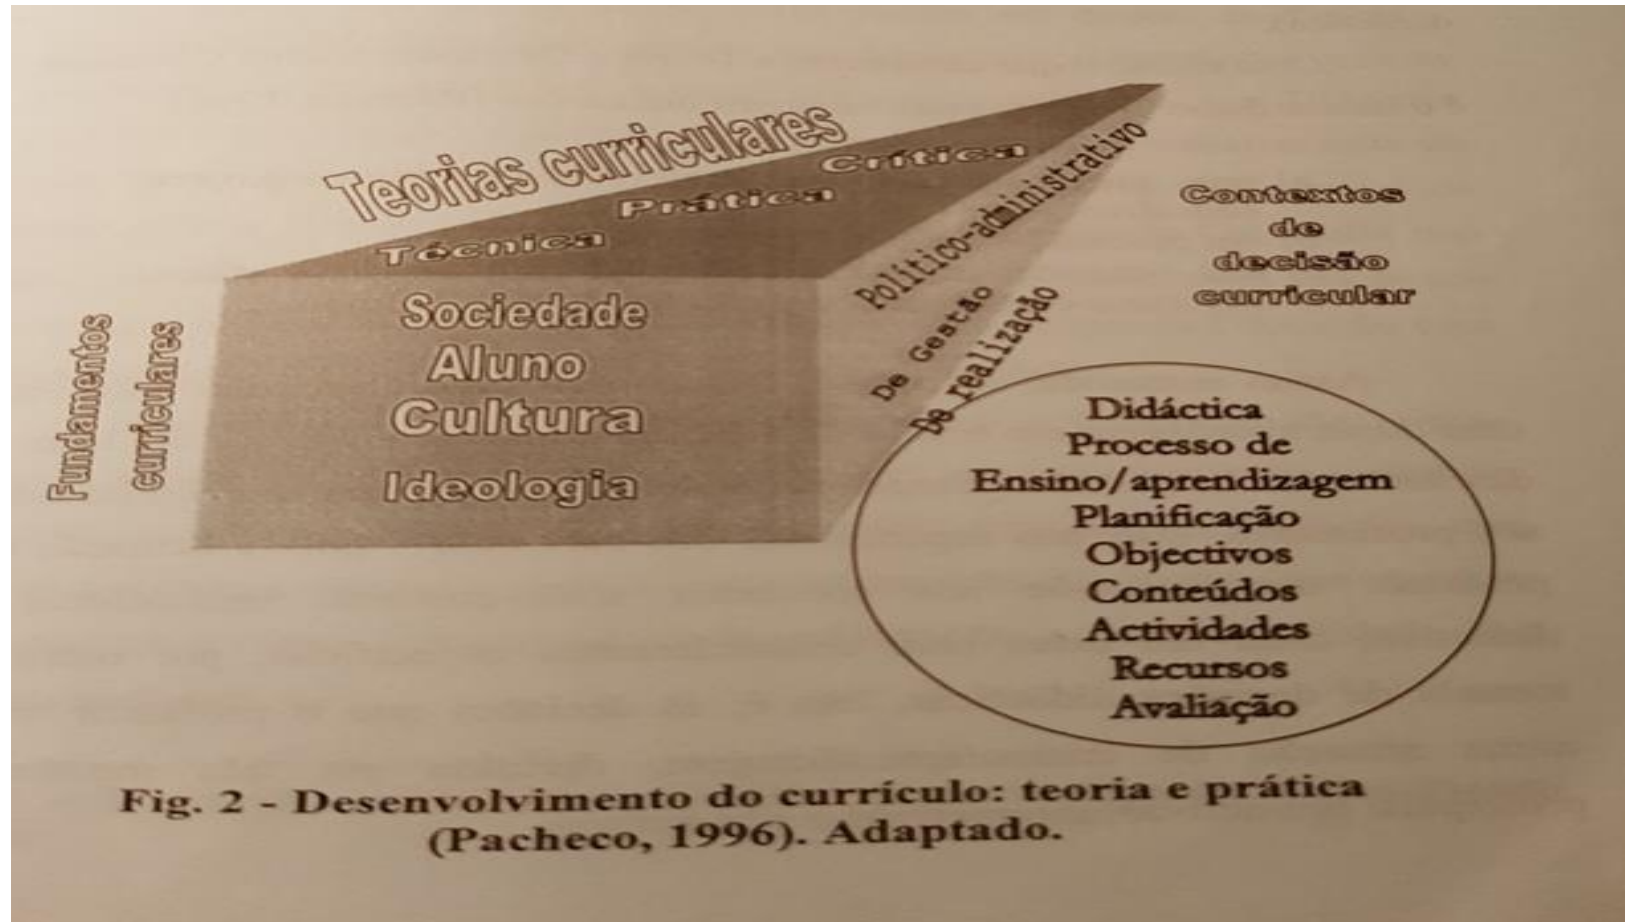 Teorias curriculares
Técnica Prática Crítica
Fundamentos
curriculares
Sociedade
Aluno
Cultura
Ideologia
Político-administrativo
De Gestão
De realização
Contextos
de
decisão
curricular
Didáctica
Processo de
Ensino/aprendizagem
Planificação
Objectivos
Conteúdos
Actividades
Recursos
Avaliáção
Fig. 2 - Desenvolvimento do currículo: teoria e prática
(Pacheco, 1996). Adaptado.